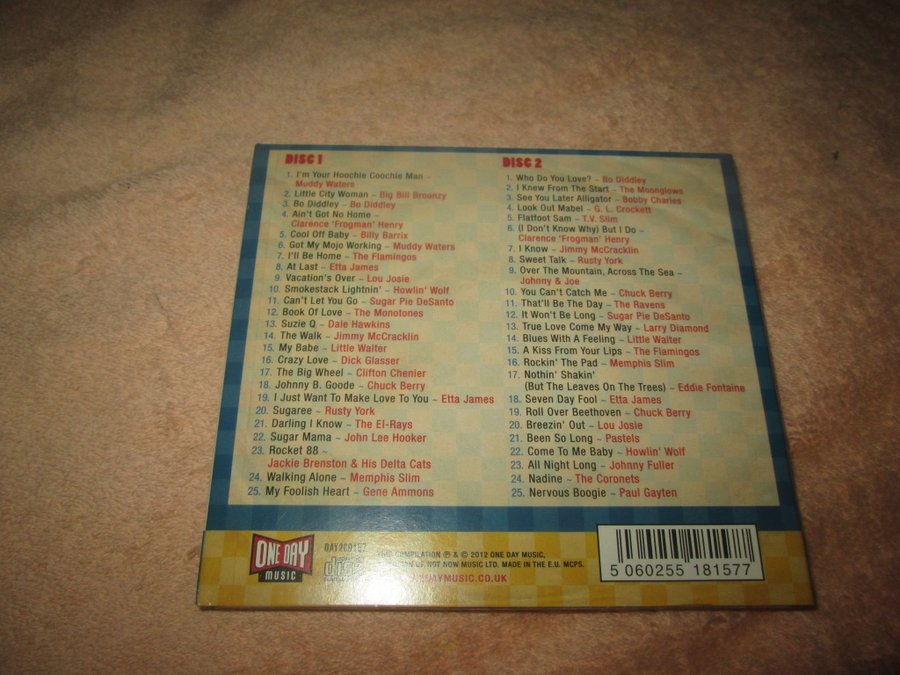 DISC 1
1. I'm Your Hoochie Coochie Man ~
Muddy Waters
2. Little City Woman ~ Big Bill Broonzy
3. Bo Diddley ~ Bo Diddley
4. Ain't Got No Home ~
Clarence 'Frogman' Henry
5. Cool Off Baby ~ Billy Barrix
6. Got My Mojo Working ~ Muddy Waters
7. I'll Be Home ~ The Flamingos
8. At Last ~ Etta James
9. Vacation's Over ~ Lou Josie
10. Smokestack Lightnin' ~ Howlin' Wolf
11. Can't Let You Go ~ Sugar Pie DeSanto
12. Book Of Love ~ The Monotones
13. Suzie Q ~ Dale Hawkins
14. The Walk ~ Jimmy McCracklin
15. My Babe ~ Little Walter
16. Crazy Love ~ Dick Glasser
17. The Big Wheel ~ Clifton Chenier
18. Johnny B. Goode ~ Chuck Berry
19. I Just Want To Make Love To You ~ Etta James
20. Sugaree ~ Rusty York
21. Darling I Know ~ The El-Rays
22. Sugar Mama ~ John Lee Hooker
23. Rocket 88 ~
Jackie Brenston & His Delta Cats
24. Walking Alone ~ Memphis Slim
25. My Foolish Heart ~ Gene Ammons
DISC 2
1. Who Do You Love? ~ Bo Diddley
2. I Knew From The Start ~ The Moonglows
3. See You Later Alligator ~ Bobby Charles
4. Look Out Mabel ~ G. L. Crockett
5. Flatfoot Sam ~ T.V. Slim
6. (I Don't Know Why) But I Do ~
Clarence 'Frogman' Henry
7. I Know ~ Jimmy McCracklin
8. Sweet Talk ~ Rusty York
9. Over The Mountain, Across The Sea ~
Johnny & Joe
10. You Can't Catch Me ~ Chuck Berry
11. That'll Be The Day ~ The Ravens
12. It Won't Be Long ~ Sugar Pie DeSanto
13. True Love Come My Way ~ Larry Diamond
14. Blues With A Feeling ~ Little Walter
15. A Kiss From Your Lips ~ The Flamingos
16. Rockin' The Pad ~ Memphis Slim
17. Nothin' Shakin'
(But The Leaves On The Trees) ~ Eddie Fontaine
18. Seven Day Fool ~ Etta James
19. Roll Over Beethoven ~ Chuck Berry
20. Breezin' Out ~ Lou Josie
21. Been So Long ~ Pastels
22. Come To Me Baby ~ Howlin' Wolf
23. All Night Long ~ Johnny Fuller
24. Nadine ~ The Coronets
25. Nervous Boogie ~ Paul Gayten
ONE DAY
MUSIC
disc
COMPILATION ℗ & © 2012 ONE DAY MUSIC,
NOT NOW MUSIC LTD. MADE IN THE E.U. MCPS.
DAYMUSIC.CO.UK
5 060255 181577